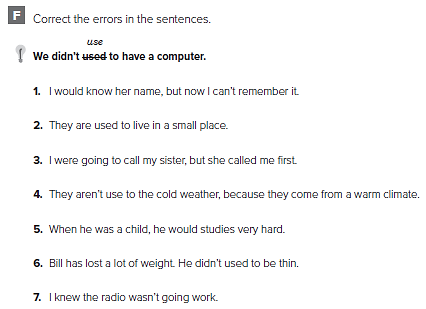 F Correct the errors in the sentences.
use
We didn't used to have a computer.
1. I would know her name, but now I can't remember it.
2. They are used to live in a small place.
3. I were going to call my sister, but she called me first.
4. They aren't use to the cold weather, because they come from a warm climate.
5. When he was a child, he would studies very hard.
6. Bill has lost a lot of weight. He didn't used to be thin.
7. I knew the radio wasn't going work.